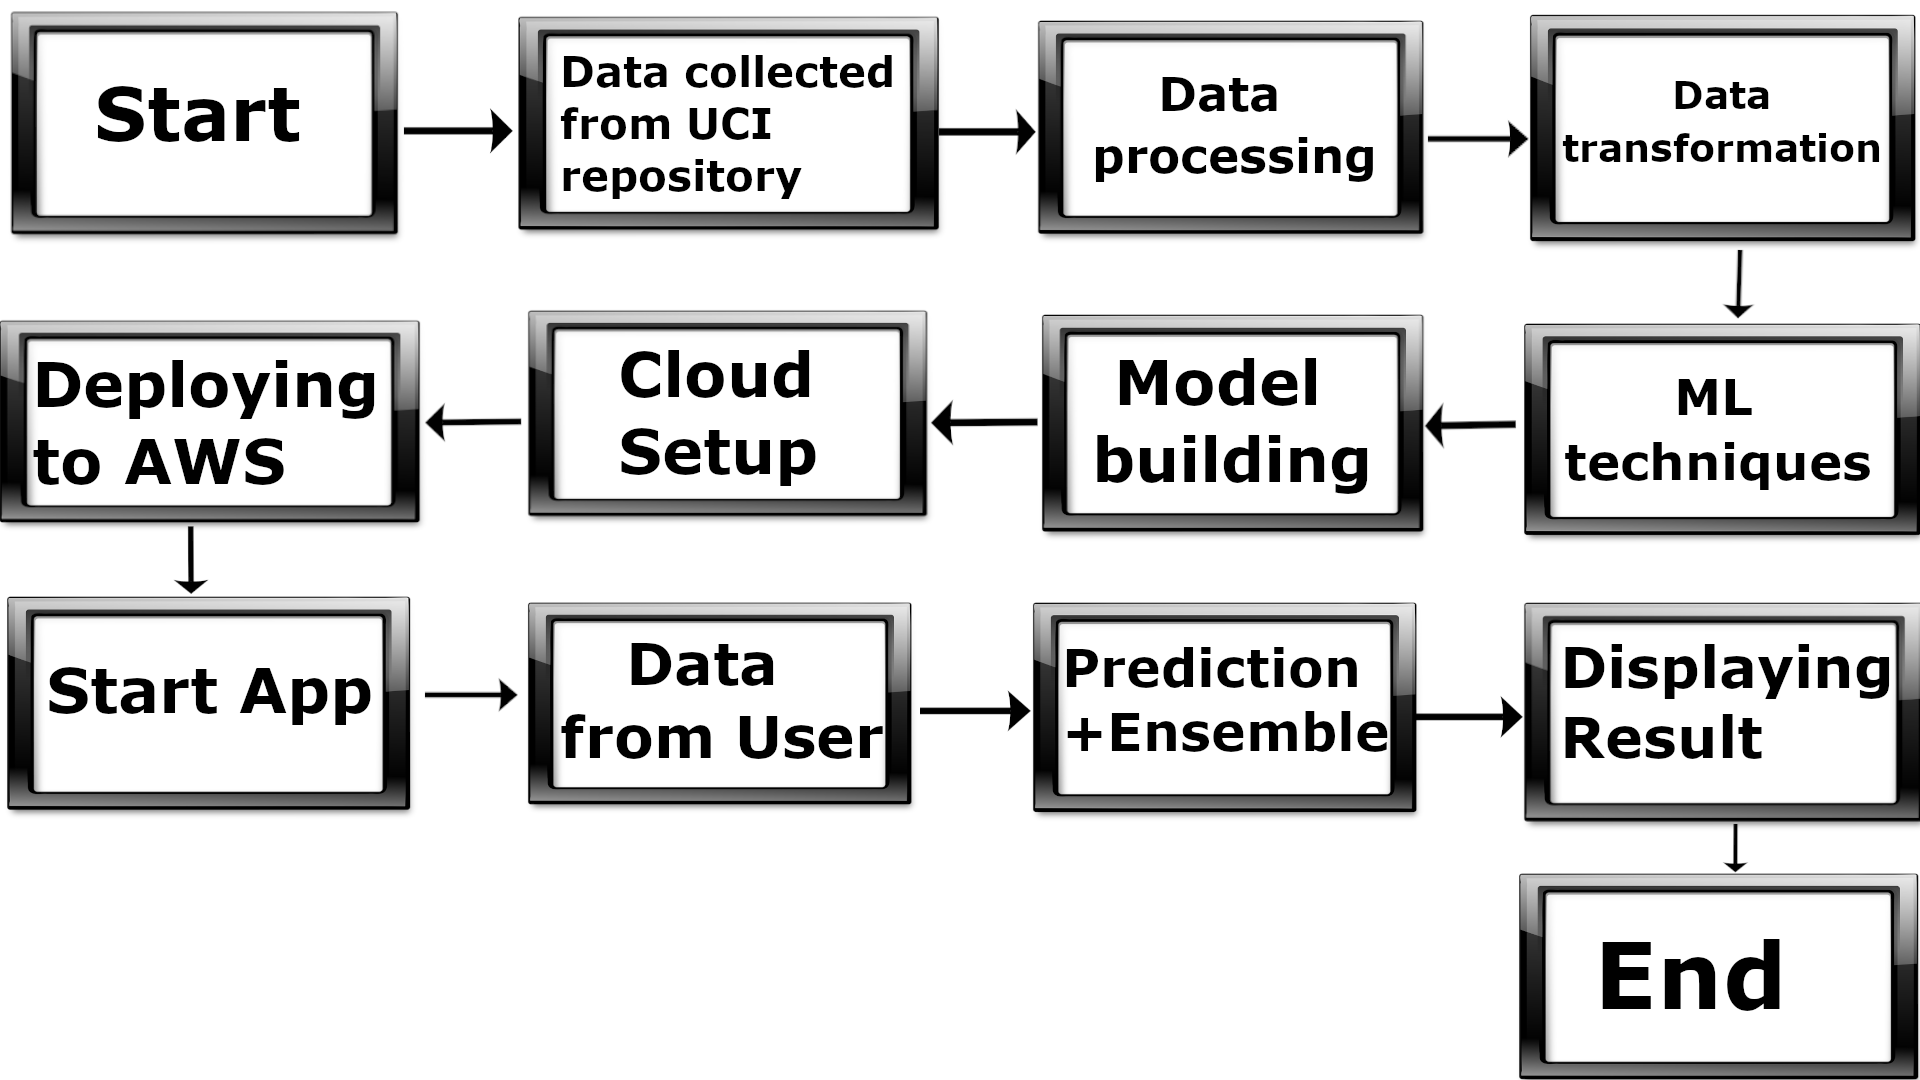 Start
Data collected
from UCI
repository
Data
processing
Data
transformation
ML
techniques
Model
building
Cloud
Setup
Deploying
to AWS
Start App
Data
from User
Prediction
+Ensemble
Displaying
Result
End